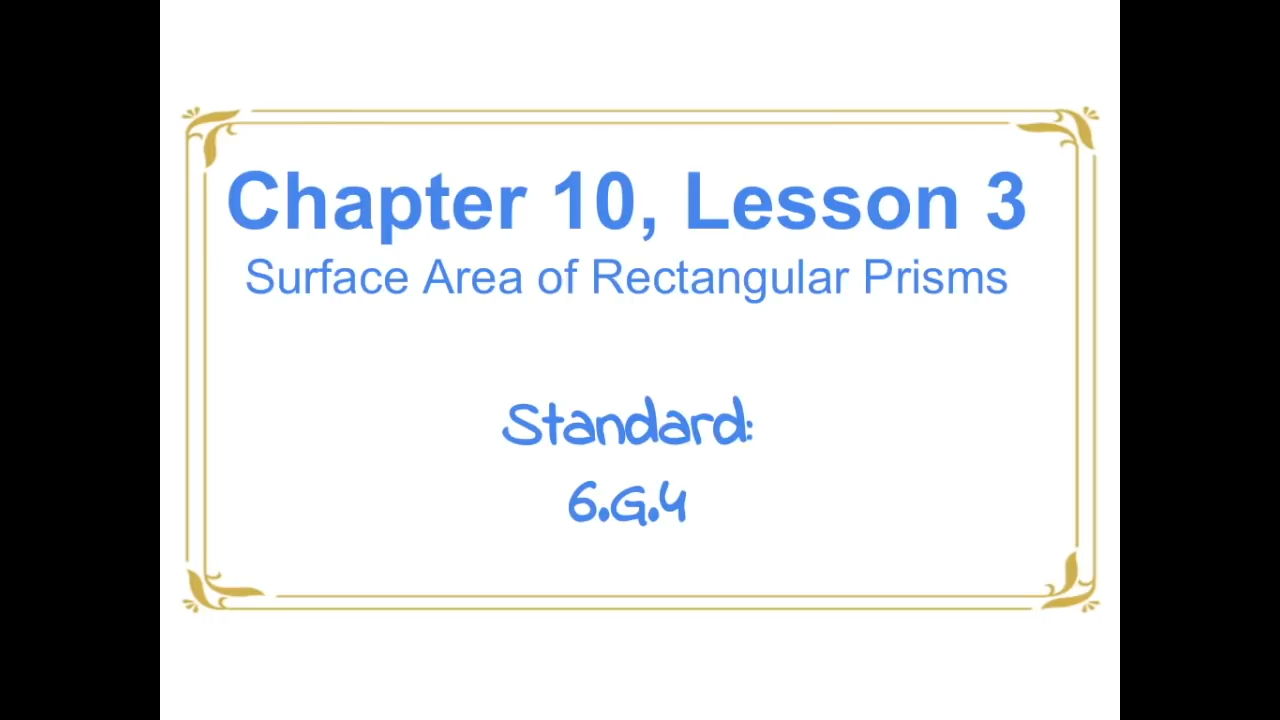 Chapter 10, Lesson 3
Surface Area of Rectangular Prisms
Standard:
6.G.4